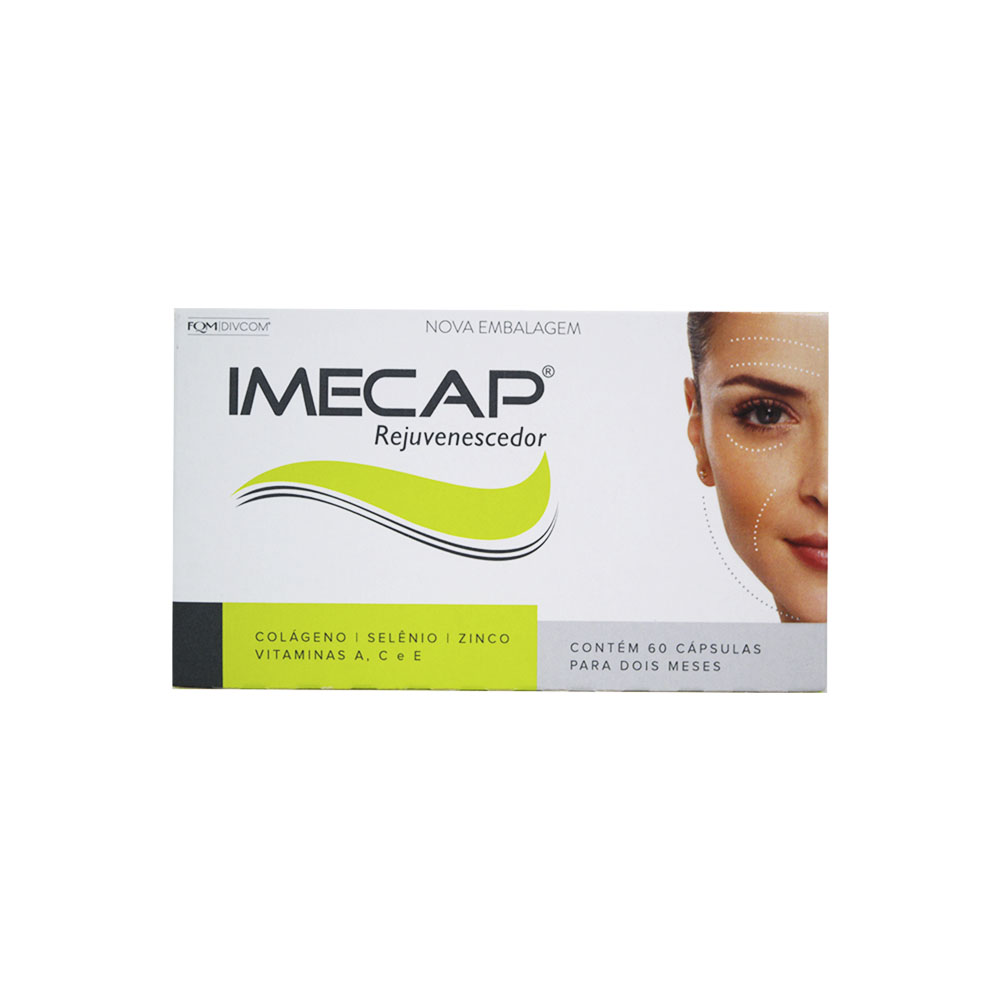 FQM|DIVCOM®
NOVA EMBALAGEM
IMECAP®
Rejuvenescedor
COLÁGENO | SELÊNIO | ZINCO
VITAMINAS A, C e E
CONTÉM 60 CÁPSULAS
PARA DOIS MESES